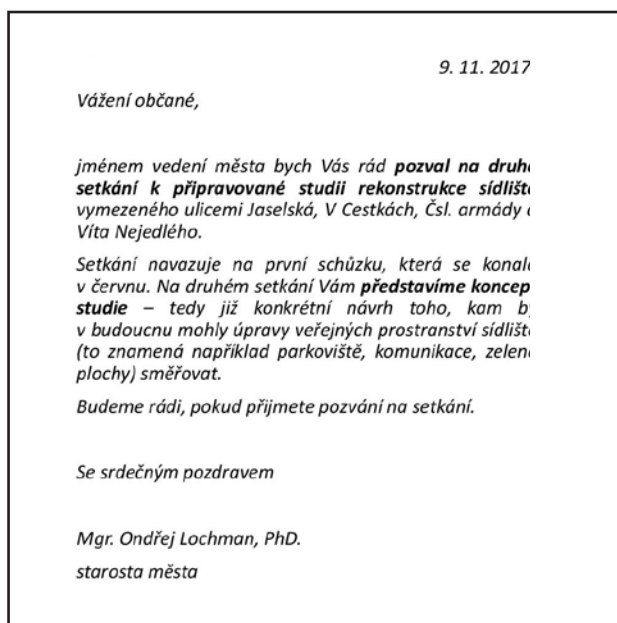 9. 11. 2017
Vážení občané,
jménem vedení města bych Vás rád pozval na druhé
setkání k připravované studii rekonstrukce sídliště
vymezeného ulicemi Jaselská, V Cestkách, Čsl. armády a
Víta Nejedlého.
Setkání navazuje na první schůzku, která se konala
v červnu. Na druhém setkání Vám představíme koncep
studie – tedy již konkrétní návrh toho, kam by
v budoucnu mohly úpravy veřejných prostranství sídliště
(to znamená například parkoviště, komunikace, zelené
plochy) směřovat.
Budeme rádi, pokud přijmete pozvání na setkání.
Se srdečným pozdravem
Mgr. Ondřej Lochman, PhD.
starosta města